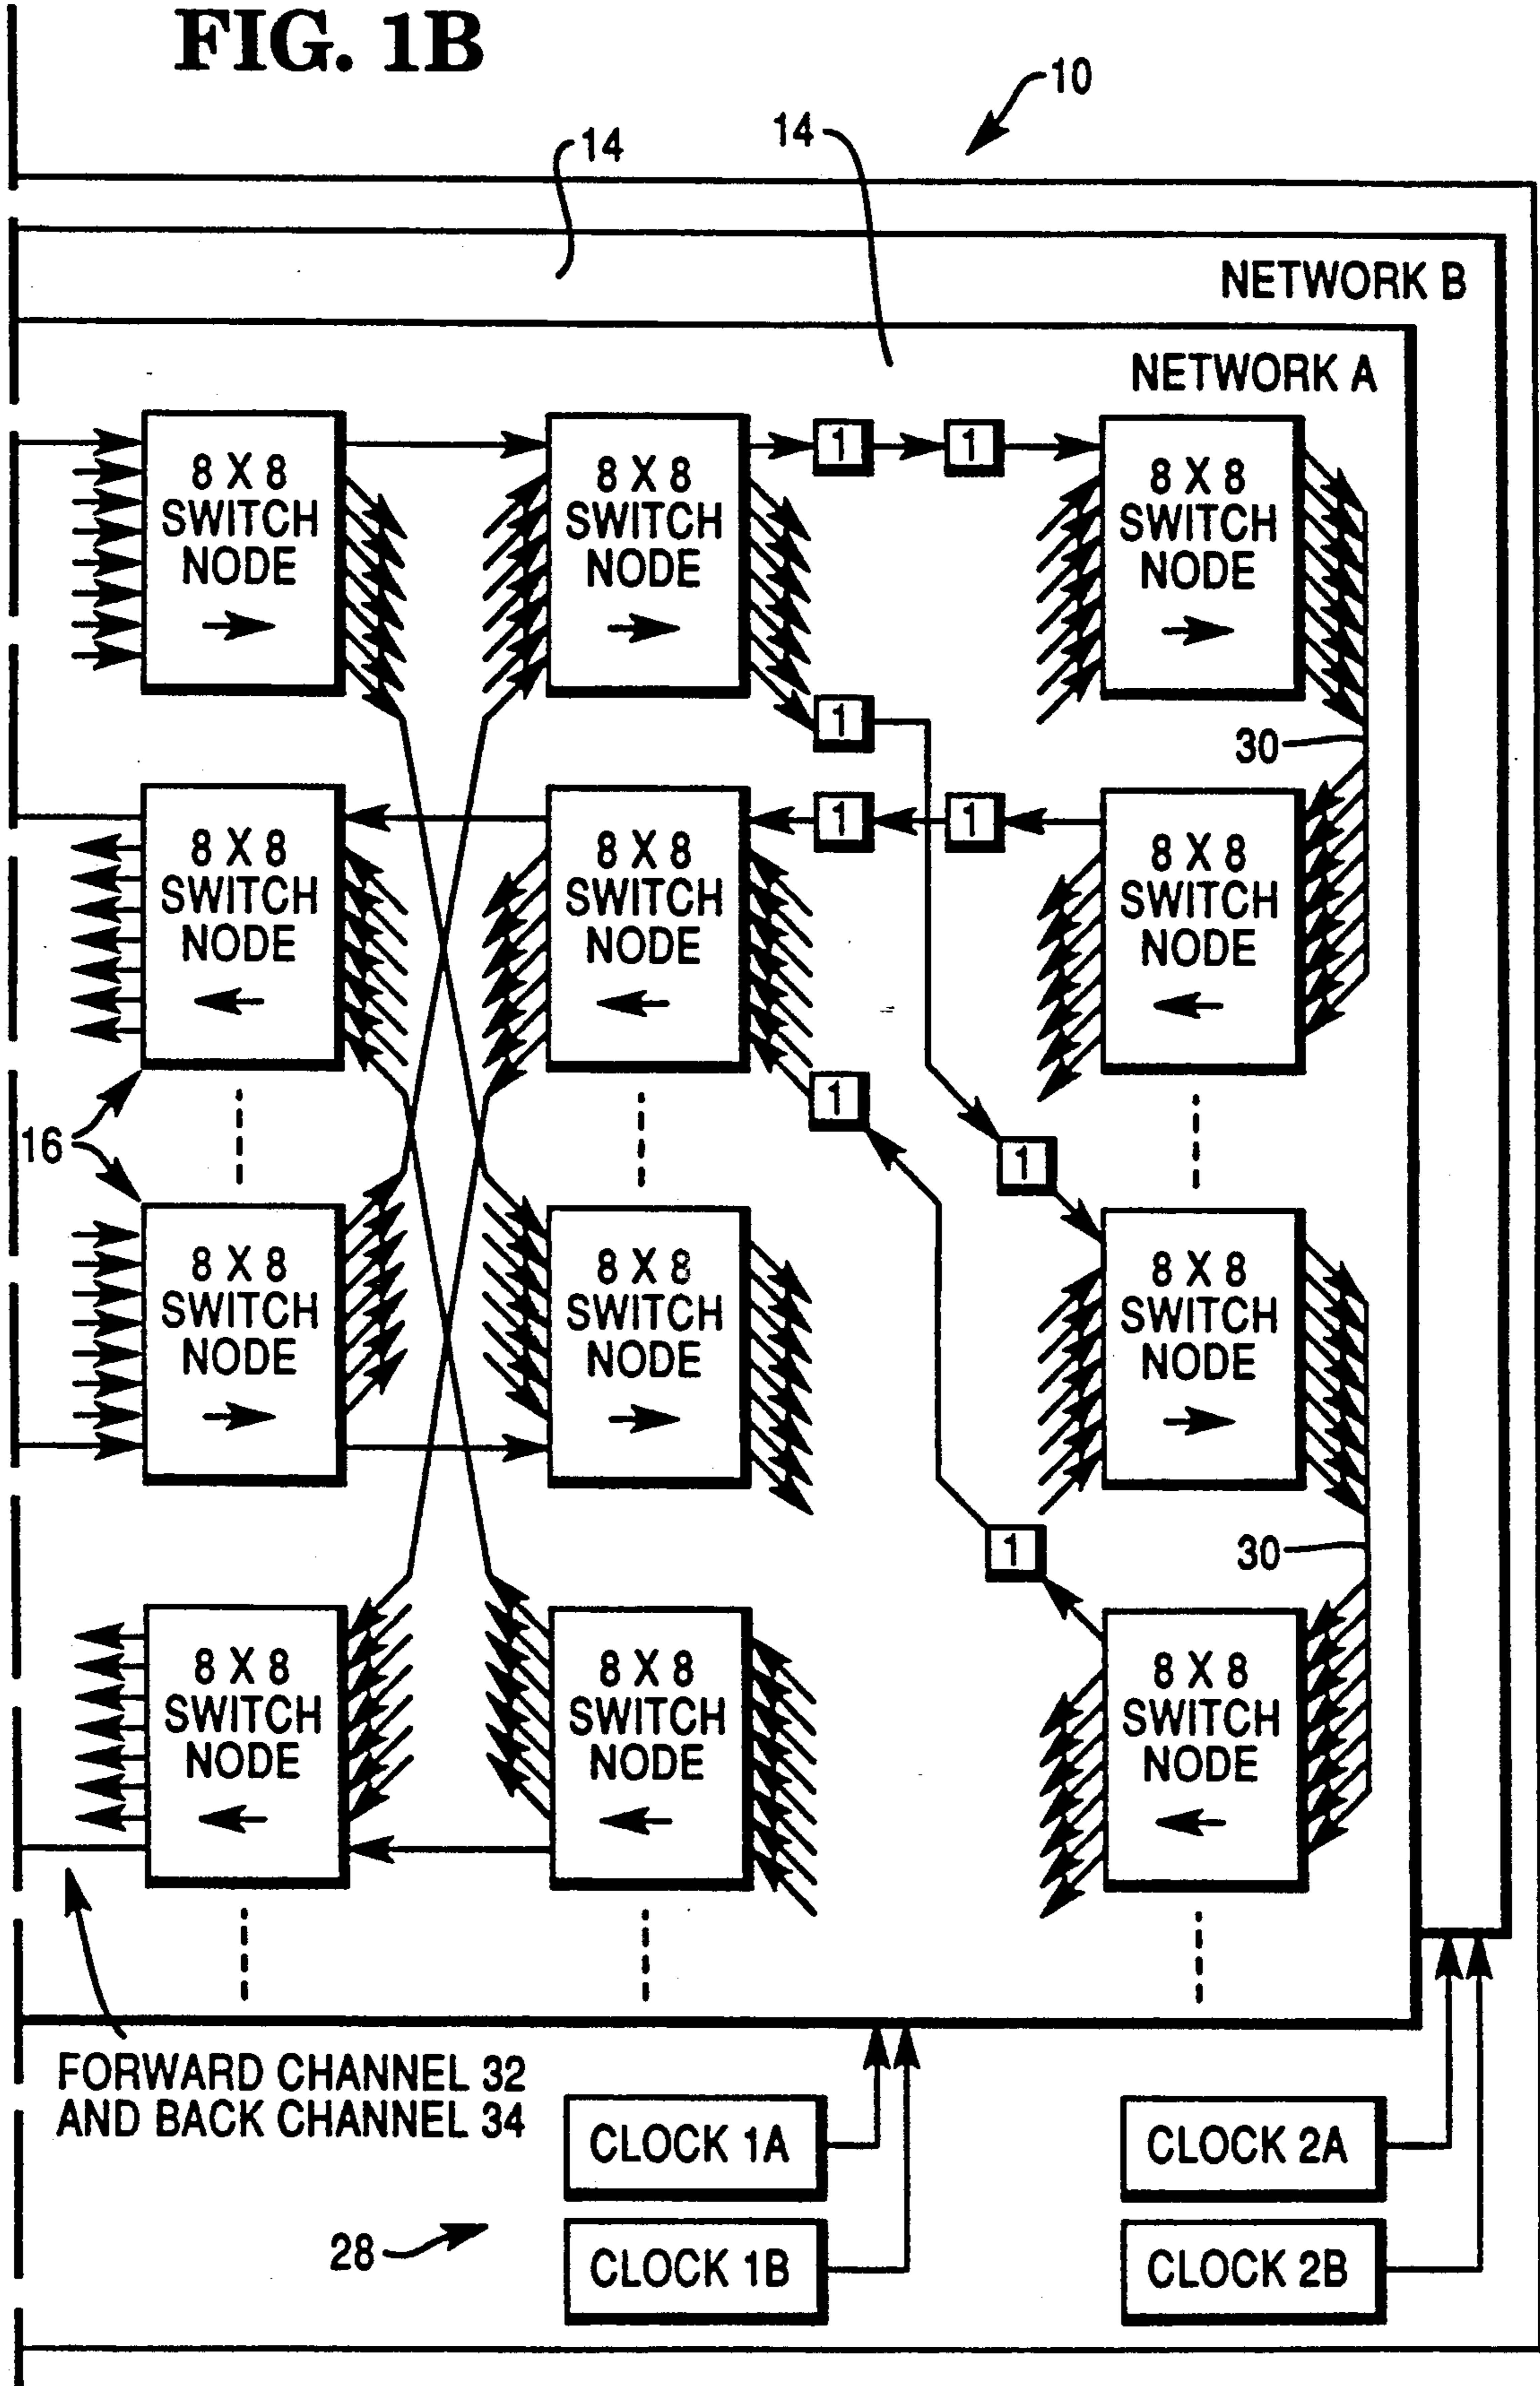 FIG. 1B
10
14
14
NETWORK B
NETWORK A
8 X 8
SWITCH
NODE
8 X 8
SWITCH
NODE
1
1
8 X 8
SWITCH
NODE
1
30
8 X 8
SWITCH
NODE
8 X 8
SWITCH
NODE
1
1
8 X 8
SWITCH
NODE
1
16
1
8 X 8
SWITCH
NODE
8 X 8
SWITCH
NODE
8 X 8
SWITCH
NODE
1
30
8 X 8
SWITCH
NODE
8 X 8
SWITCH
NODE
8 X 8
SWITCH
NODE
FORWARD CHANNEL 32
AND BACK CHANNEL 34
CLOCK 1A
CLOCK 2A
28
CLOCK 1B
CLOCK 2B